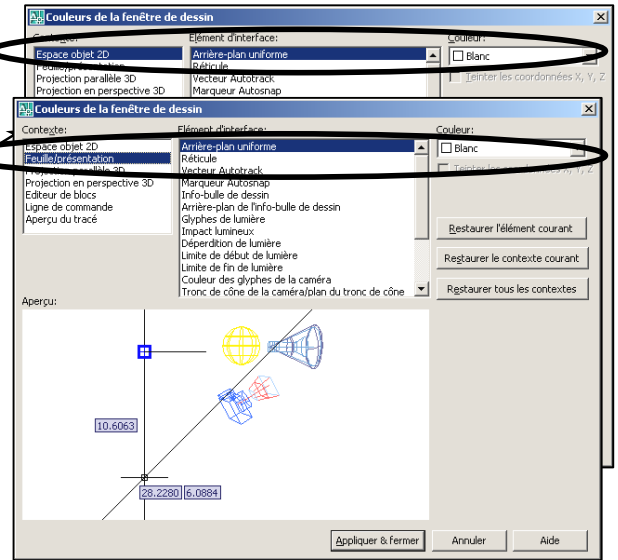 Couleurs de la fenêtre de dessin
Contexte: Elément d'interface: Couleur:
Espace objet 2D Arrière-plan uniforme Blanc
Feuille/présentation Réticule
Projection parallèle 3D Vecteur Autotrack Teinter les coordonnées X, Y, Z
Projection en perspective 3D Marqueur Autosnap
Couleurs de la fenêtre de dessin
Contexte: Elément d'interface: Couleur:
Espace objet 2D Arrière-plan uniforme Blanc
Feuille/présentation Réticule
Projection parallèle 3D Vecteur Autotrack Teinter les coordonnées X, Y, Z
Projection en perspective 3D Marqueur Autosnap
Editeur de blocs Info-bulle de dessin
Ligne de commande Arrière-plan de l'info-bulle de dessin
Aperçu du tracé Glyphes de lumière
Impact lumineux
Déperdition de lumière
Limite de début de lumière
Limite de fin de lumière
Couleur des glyphes de la caméra
Tronc de cône de la caméra/plan du tronc de cône
Restaurer l'élément courant
Restaurer le contexte courant
Restaurer tous les contextes
Aperçu:
10.6063
28.2280 6.0884
Appliquer & fermer Annuler Aide